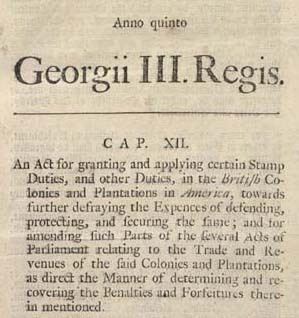 Anno quinto
Georgii III. Regis.
CAP. XII.
An Act for granting and applying certain Stamp
Duties, and other Duties, in the Britiſh Co-
lonies and Plantations in America, towards
further defraying the Expences of defending,
protecting, and ſecuring the ſame; and for
amending ſuch Parts of the ſeveral Acts of
Parliament relating to the Trade and Re-
venues of the ſaid Colonies and Plantations,
as direct the Manner of determining and re-
covering the Penalties and Forfeitures there-
in mentioned.